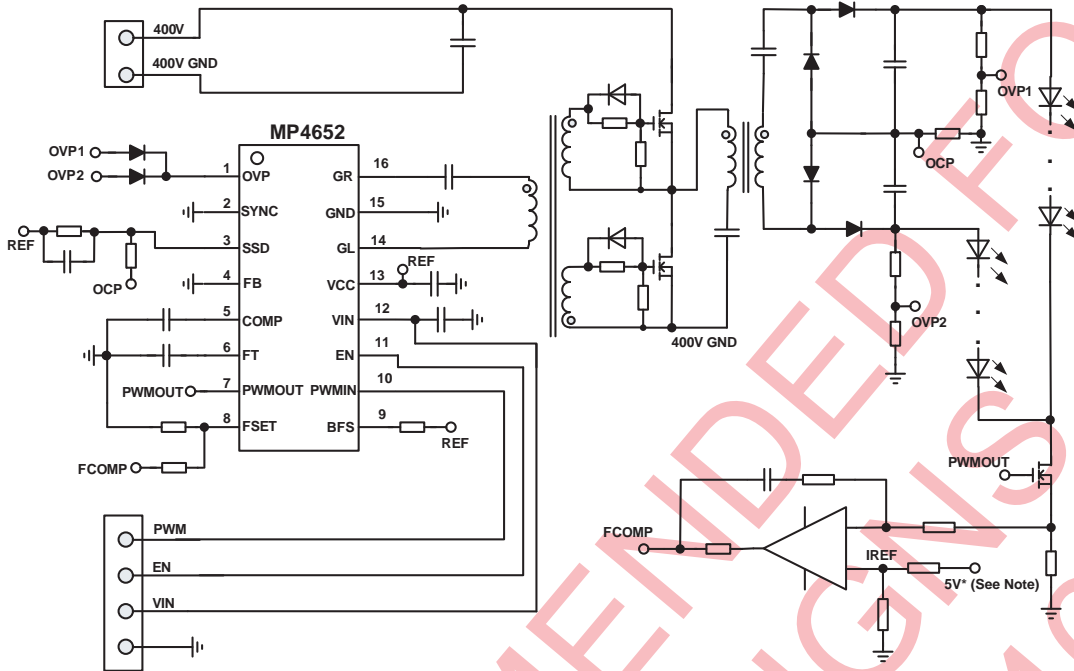 400V
400V GND
MP4652
OVP1
OVP2
1 OVP
2 SYNC
3 SSD
4 FB
5 COMP
6 FT
7 PWMOUT
8 FSET
16 GR
15 GND
14 GL
13 VCC
12 VIN
11 EN
10 PWMIN
9 BFS
REF
OCP
REF
PWMOUT
FCOMP
REF
400V GND
OVP1
OCP
OVP2
PWMOUT
FCOMP
IREF
5V* (See Note)
PWM
EN
VIN
MENDED FO
GNS